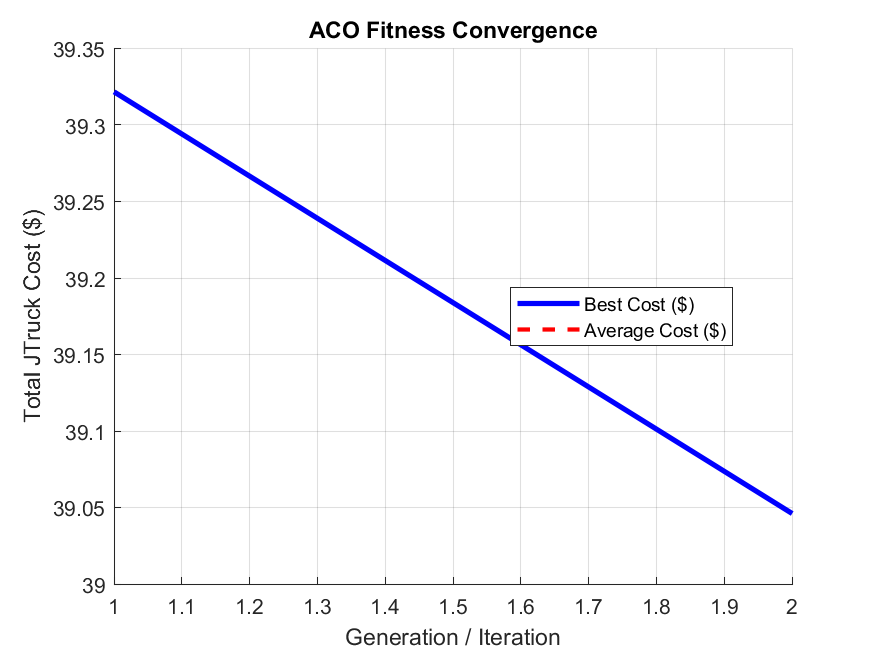 ACO Fitness Convergence
39.35
39.3
39.25
39.2
39.15
39.1
39.05
39
Total JTruck Cost ($)
Best Cost ($)
Average Cost ($)
1 1.1 1.2 1.3 1.4 1.5 1.6 1.7 1.8 1.9 2
Generation / Iteration